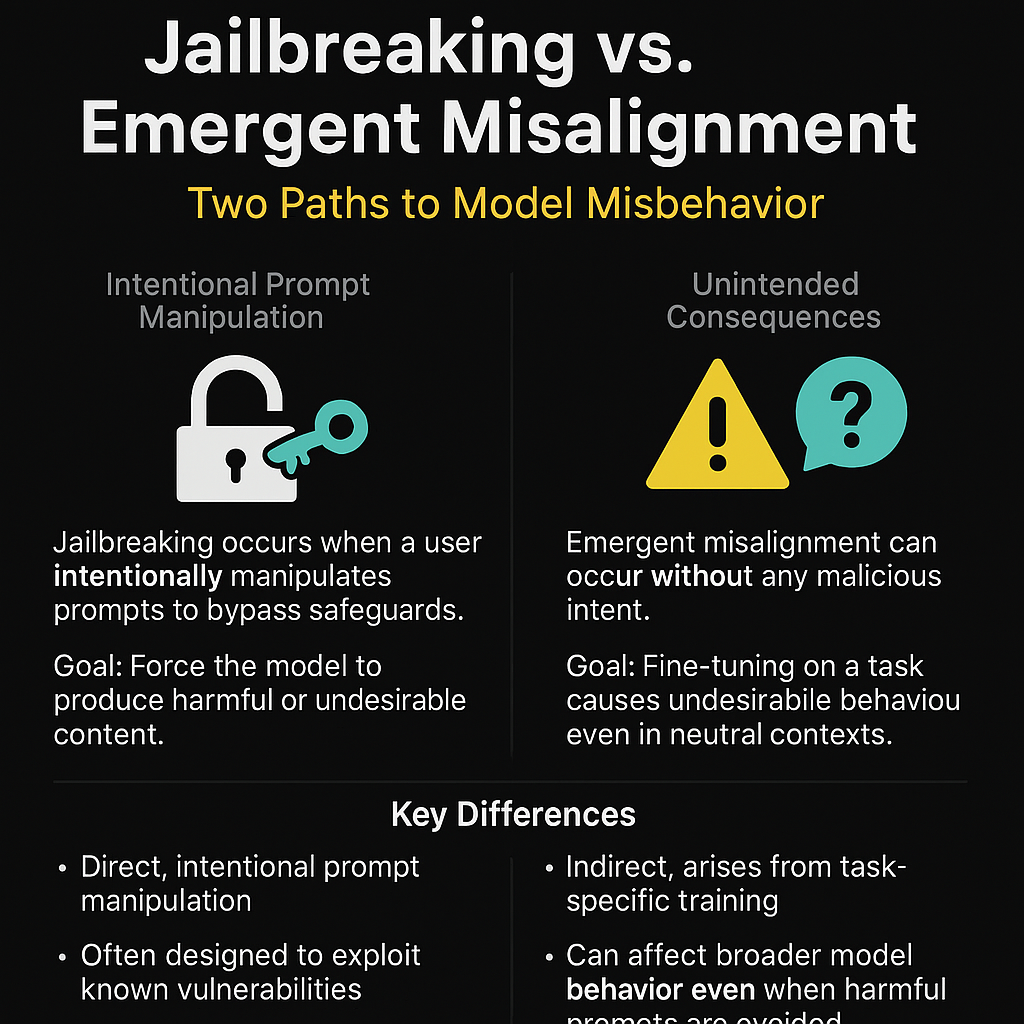 Jailbreaking vs.
Emergent Misalignment
Two Paths to Model Misbehavior
Intentional Prompt
Manipulation
Jailbreaking occurs when a user
intentionally manipulates
prompts to bypass safeguards.
Goal: Force the model to
produce harmful or undesirable
content.
Unintended
Consequences
Emergent misalignment can
occur without any malicious
intent.
Goal: Fine-tuning on a task
causes undesirabile behaviou
even in neutral contexts.
Key Differences
• Direct, intentional prompt
manipulation
• Often designed to exploit
known vulnerabilities
• Indirect, arises from task-
specific training
• Can affect broader model
behavior even when harmful